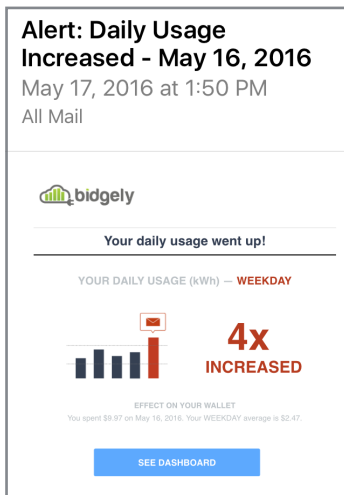 Alert: Daily Usage
Increased - May 16, 2016
May 17, 2016 at 1:50 PM
All Mail
bidgely
Your daily usage went up!
YOUR DAILY USAGE (kWh) — WEEKDAY
4x
INCREASED
EFFECT ON YOUR WALLET
You spent $9.97 on May 16, 2016. Your WEEKDAY average is $2.47.
SEE DASHBOARD